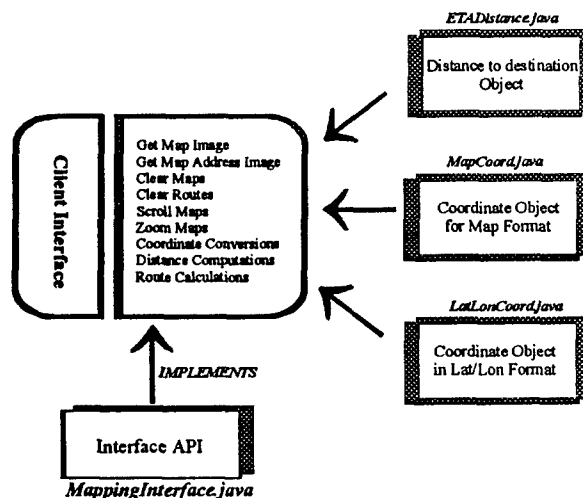 ETADistance.java
Distance to destination
Object
Client Interface
Get Map Image
Get Map Address Image
Clear Maps
Clear Routes
Scroll Maps
Zoom Maps
Coordinate Conversions
Distance Computations
Route Calculations
MapCoord.java
Coordinate Object
for Map Format
LatLonCoord.java
Coordinate Object
in Lat/Lon Format
IMPLEMENTS
Interface API
MappingInterface.java